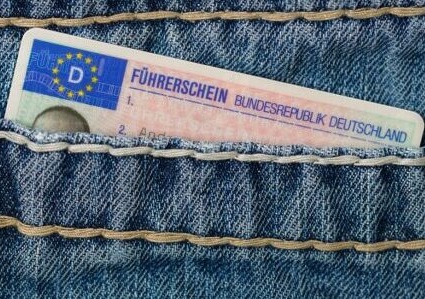 D
FÜHRERSCHEIN BUNDESREPUBLIK DEUTSCHLAND
1.
2.